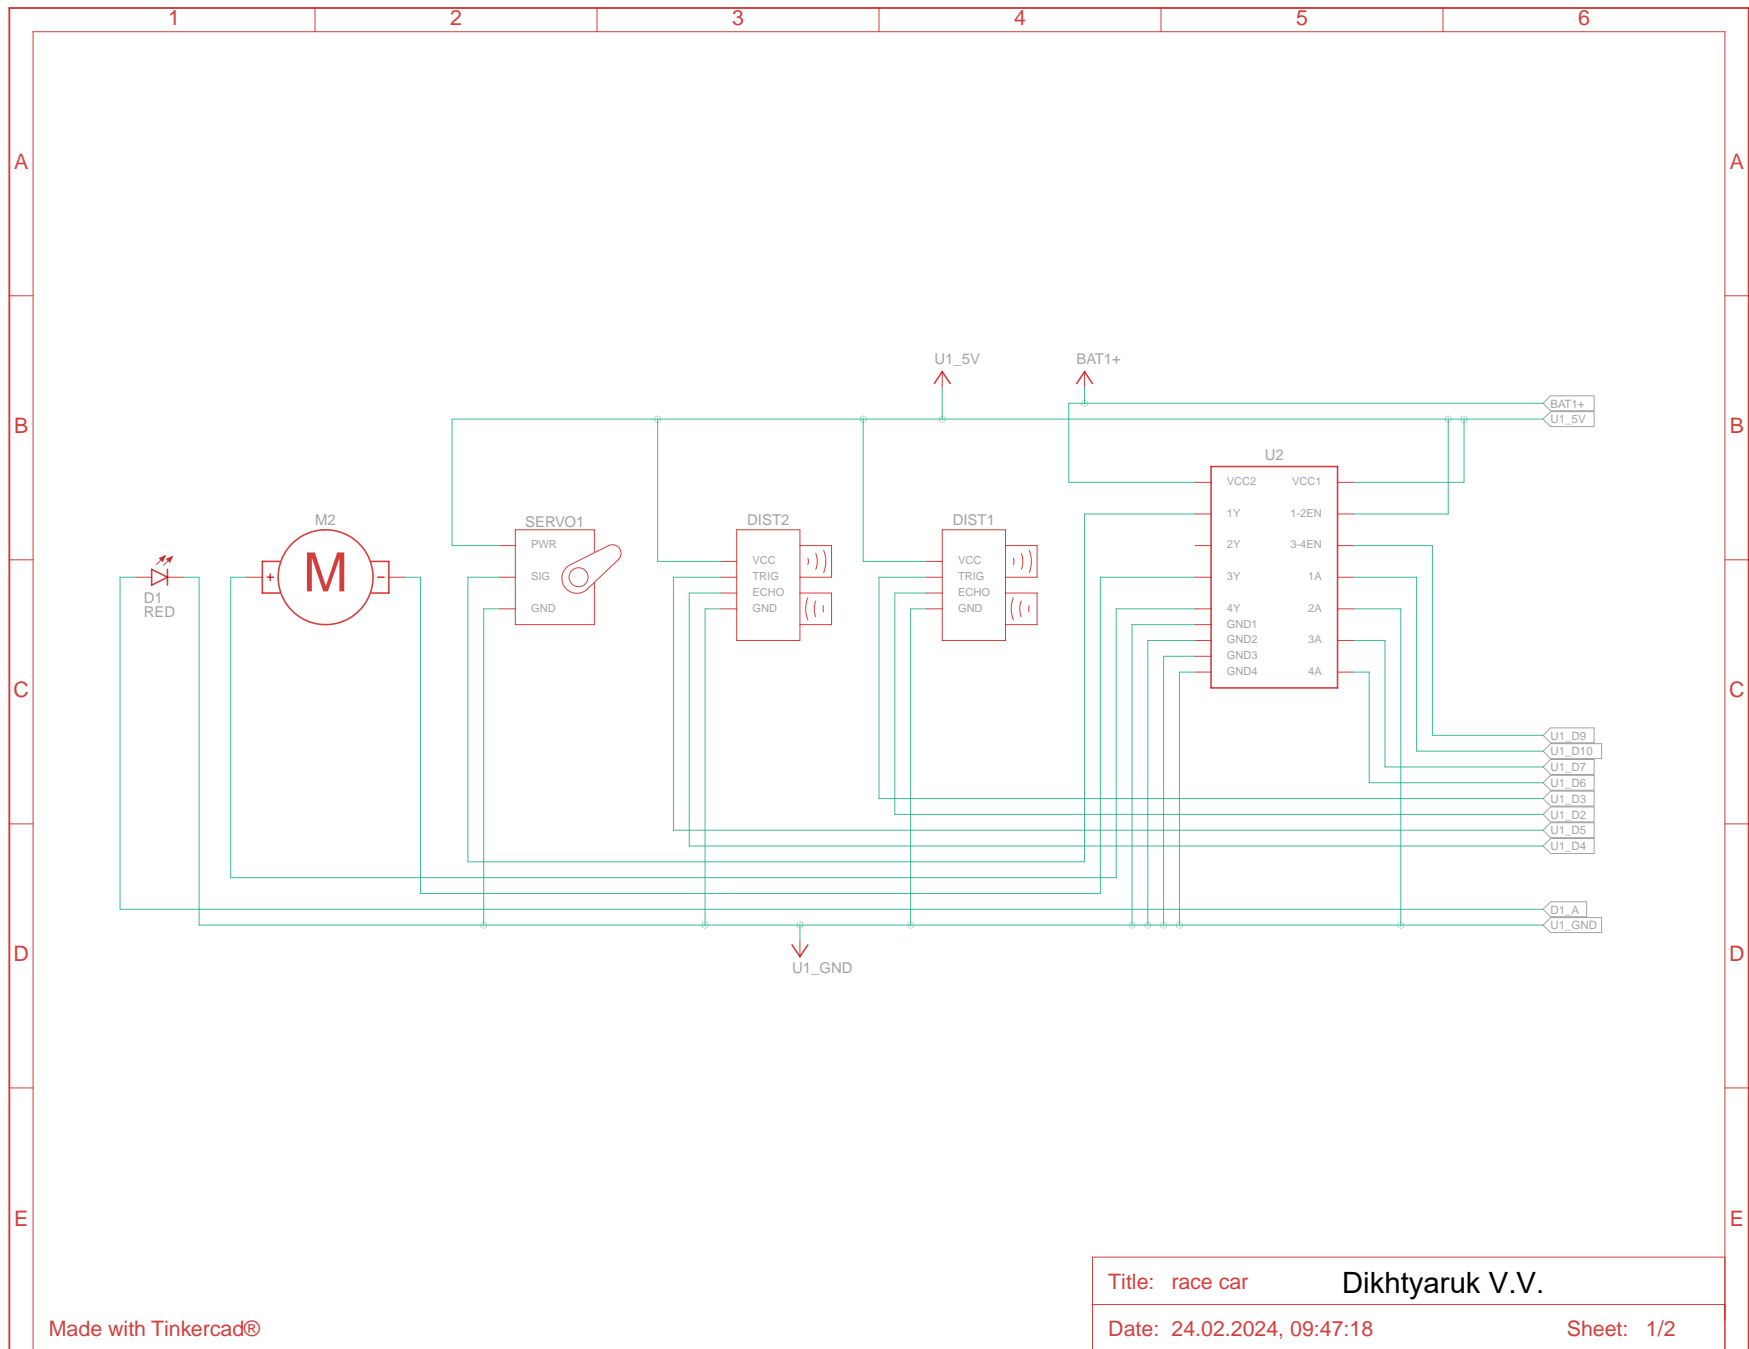 1 2 3 4 5 6
A A
U1_5V BAT1+
BAT1+
B B
U1_5V
U2
VCC2 VCC1
M2 SERVO1 DIST2 DIST1 1Y 1-2EN
PWR 2Y 3-4EN
VCC VCC
M SIG TRIG TRIG 3Y 1A
+ -
D1 ECHO ECHO
RED GND GND GND 4Y 2A
GND1
GND2 3A
GND3
GND4 4A
C C
U1_D9
U1_D10
U1_D7
U1_D6
U1_D3
U1_D2
U1_D5
U1_D4
D1_A
U1_GND
D D
U1_GND
E E
Title: race car Dikhtyaruk V.V.
Made with Tinkercad® Date: 24.02.2024, 09:47:18 Sheet: 1/2